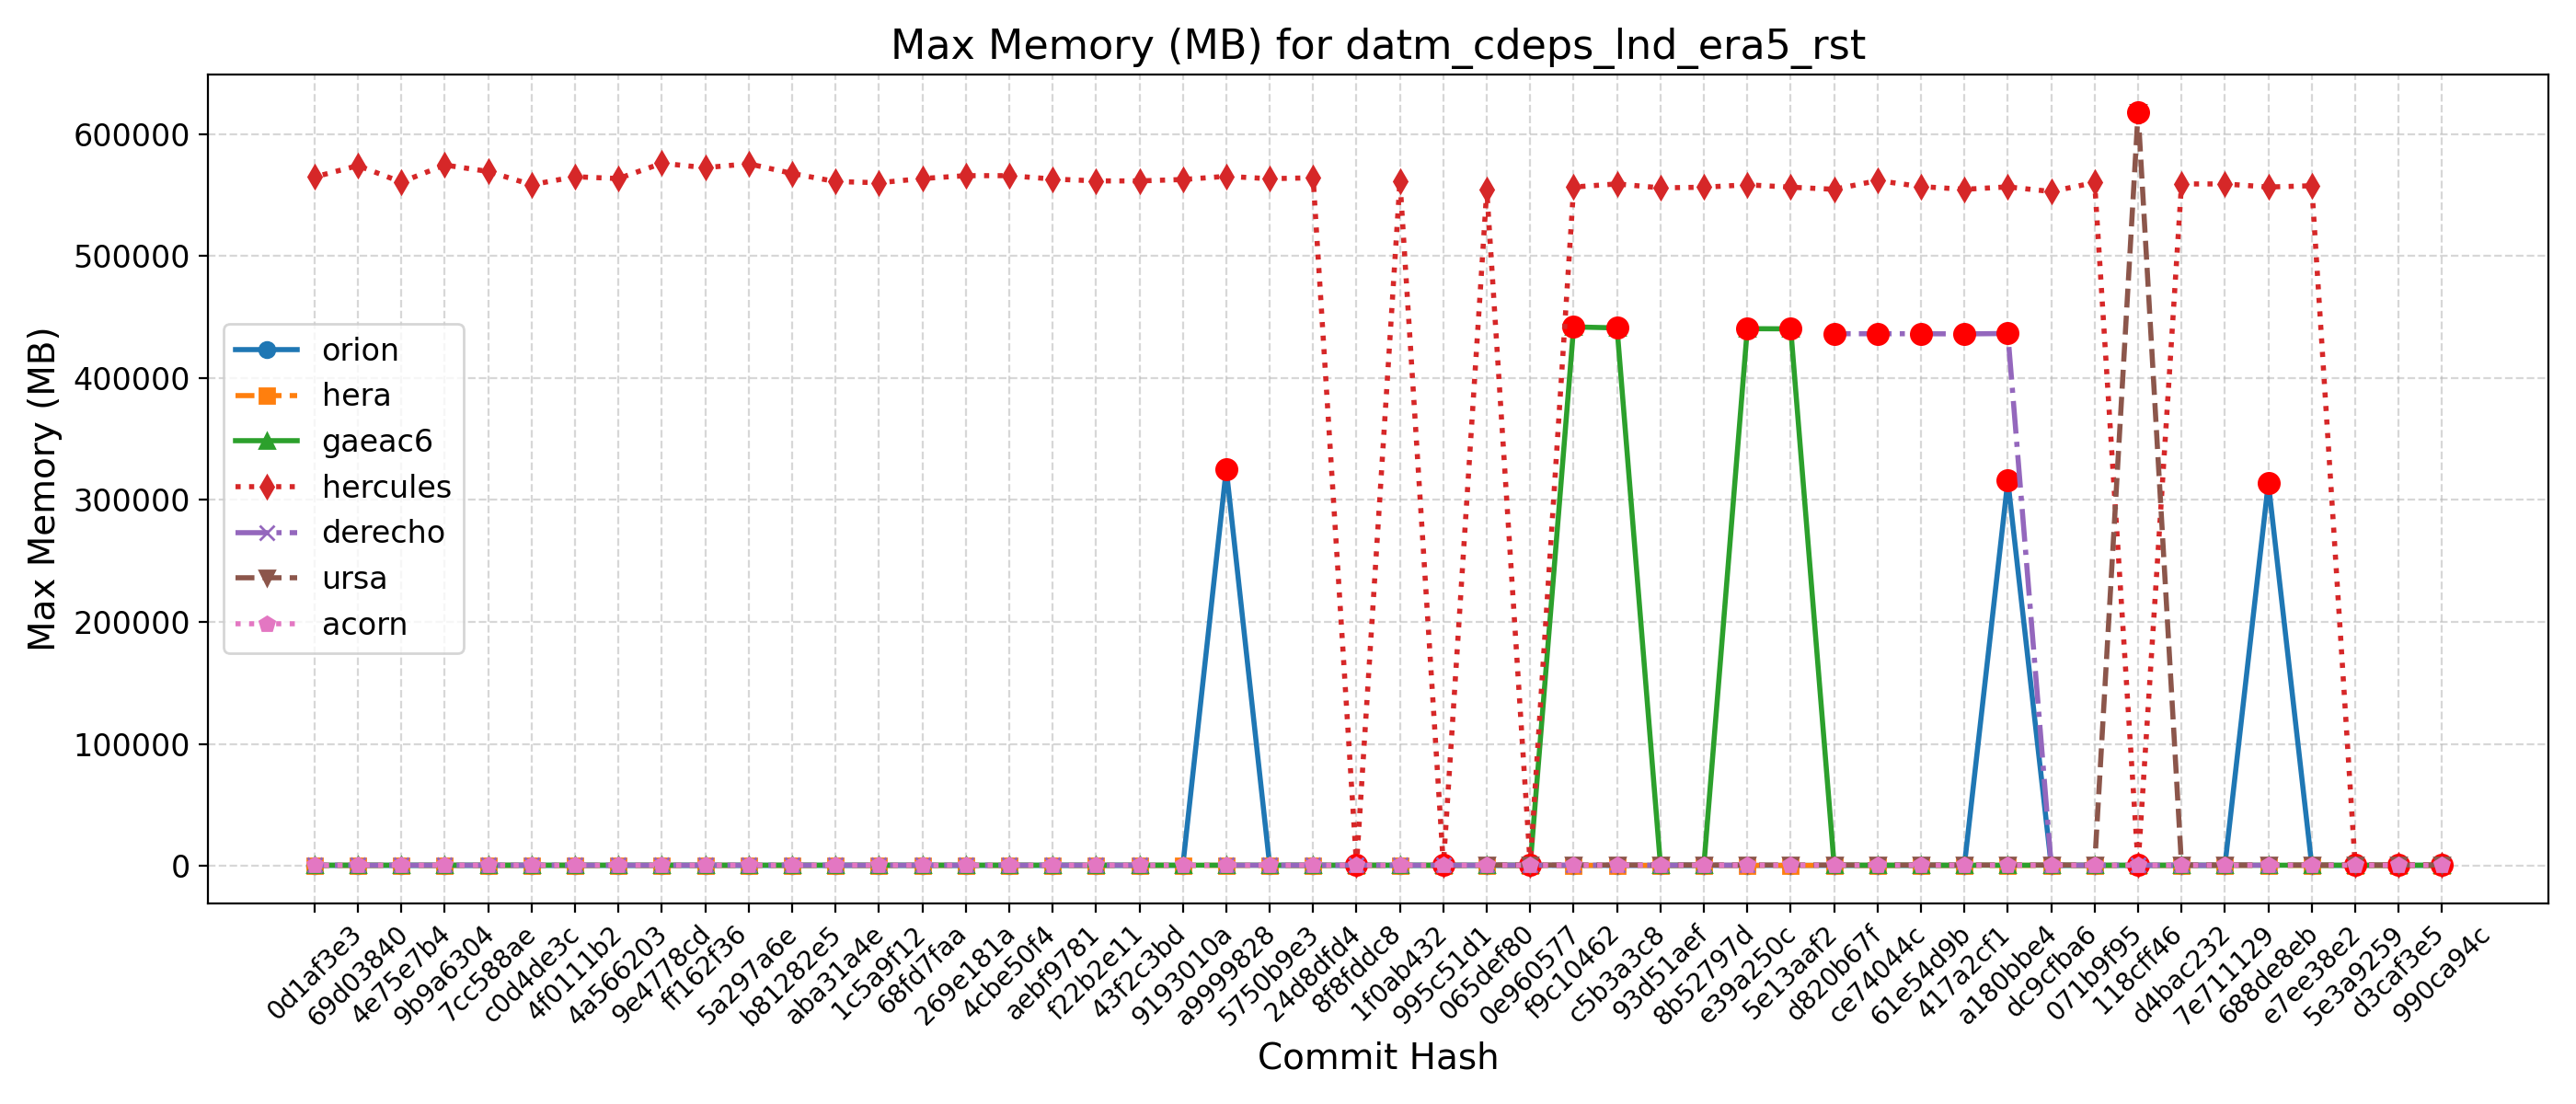 Max Memory (MB) for datm_cdeps_lnd_era5_rst
Max Memory (MB)
600000
500000
400000
300000
200000
100000
0
orion
hera
gaeac6
hercules
derecho
ursa
acorn
0d1af3e3
69d03840
4e75e7b4
9b9a6304
7cc588ae
c0d4de3c
4f0111b2
4a566203
9e4778cd
ff162f36
5a297a6e
b81282e5
aba31a4e
1c5a9f12
68fd7faa
269e181a
4cbe50f4
aebf9781
f22b2e11
43f2c3bd
9193010a
a9999828
5750b9e3
24d8dfd4
8f8fddc8
1f0ab432
995c51d1
065def80
0e960577
f9c10462
c5b3a3c8
93d51aef
8b52797d
e39a250c
5e13aaf2
d820b67f
ce74044c
61e54d9b
417a2cf1
a180bbe4
dc9cfba6
071b9f95
118cff46
d4bac232
7e711129
688de8eb
e7ee38e2
5e3a9259
d3caf3e5
990ca94c
Commit Hash